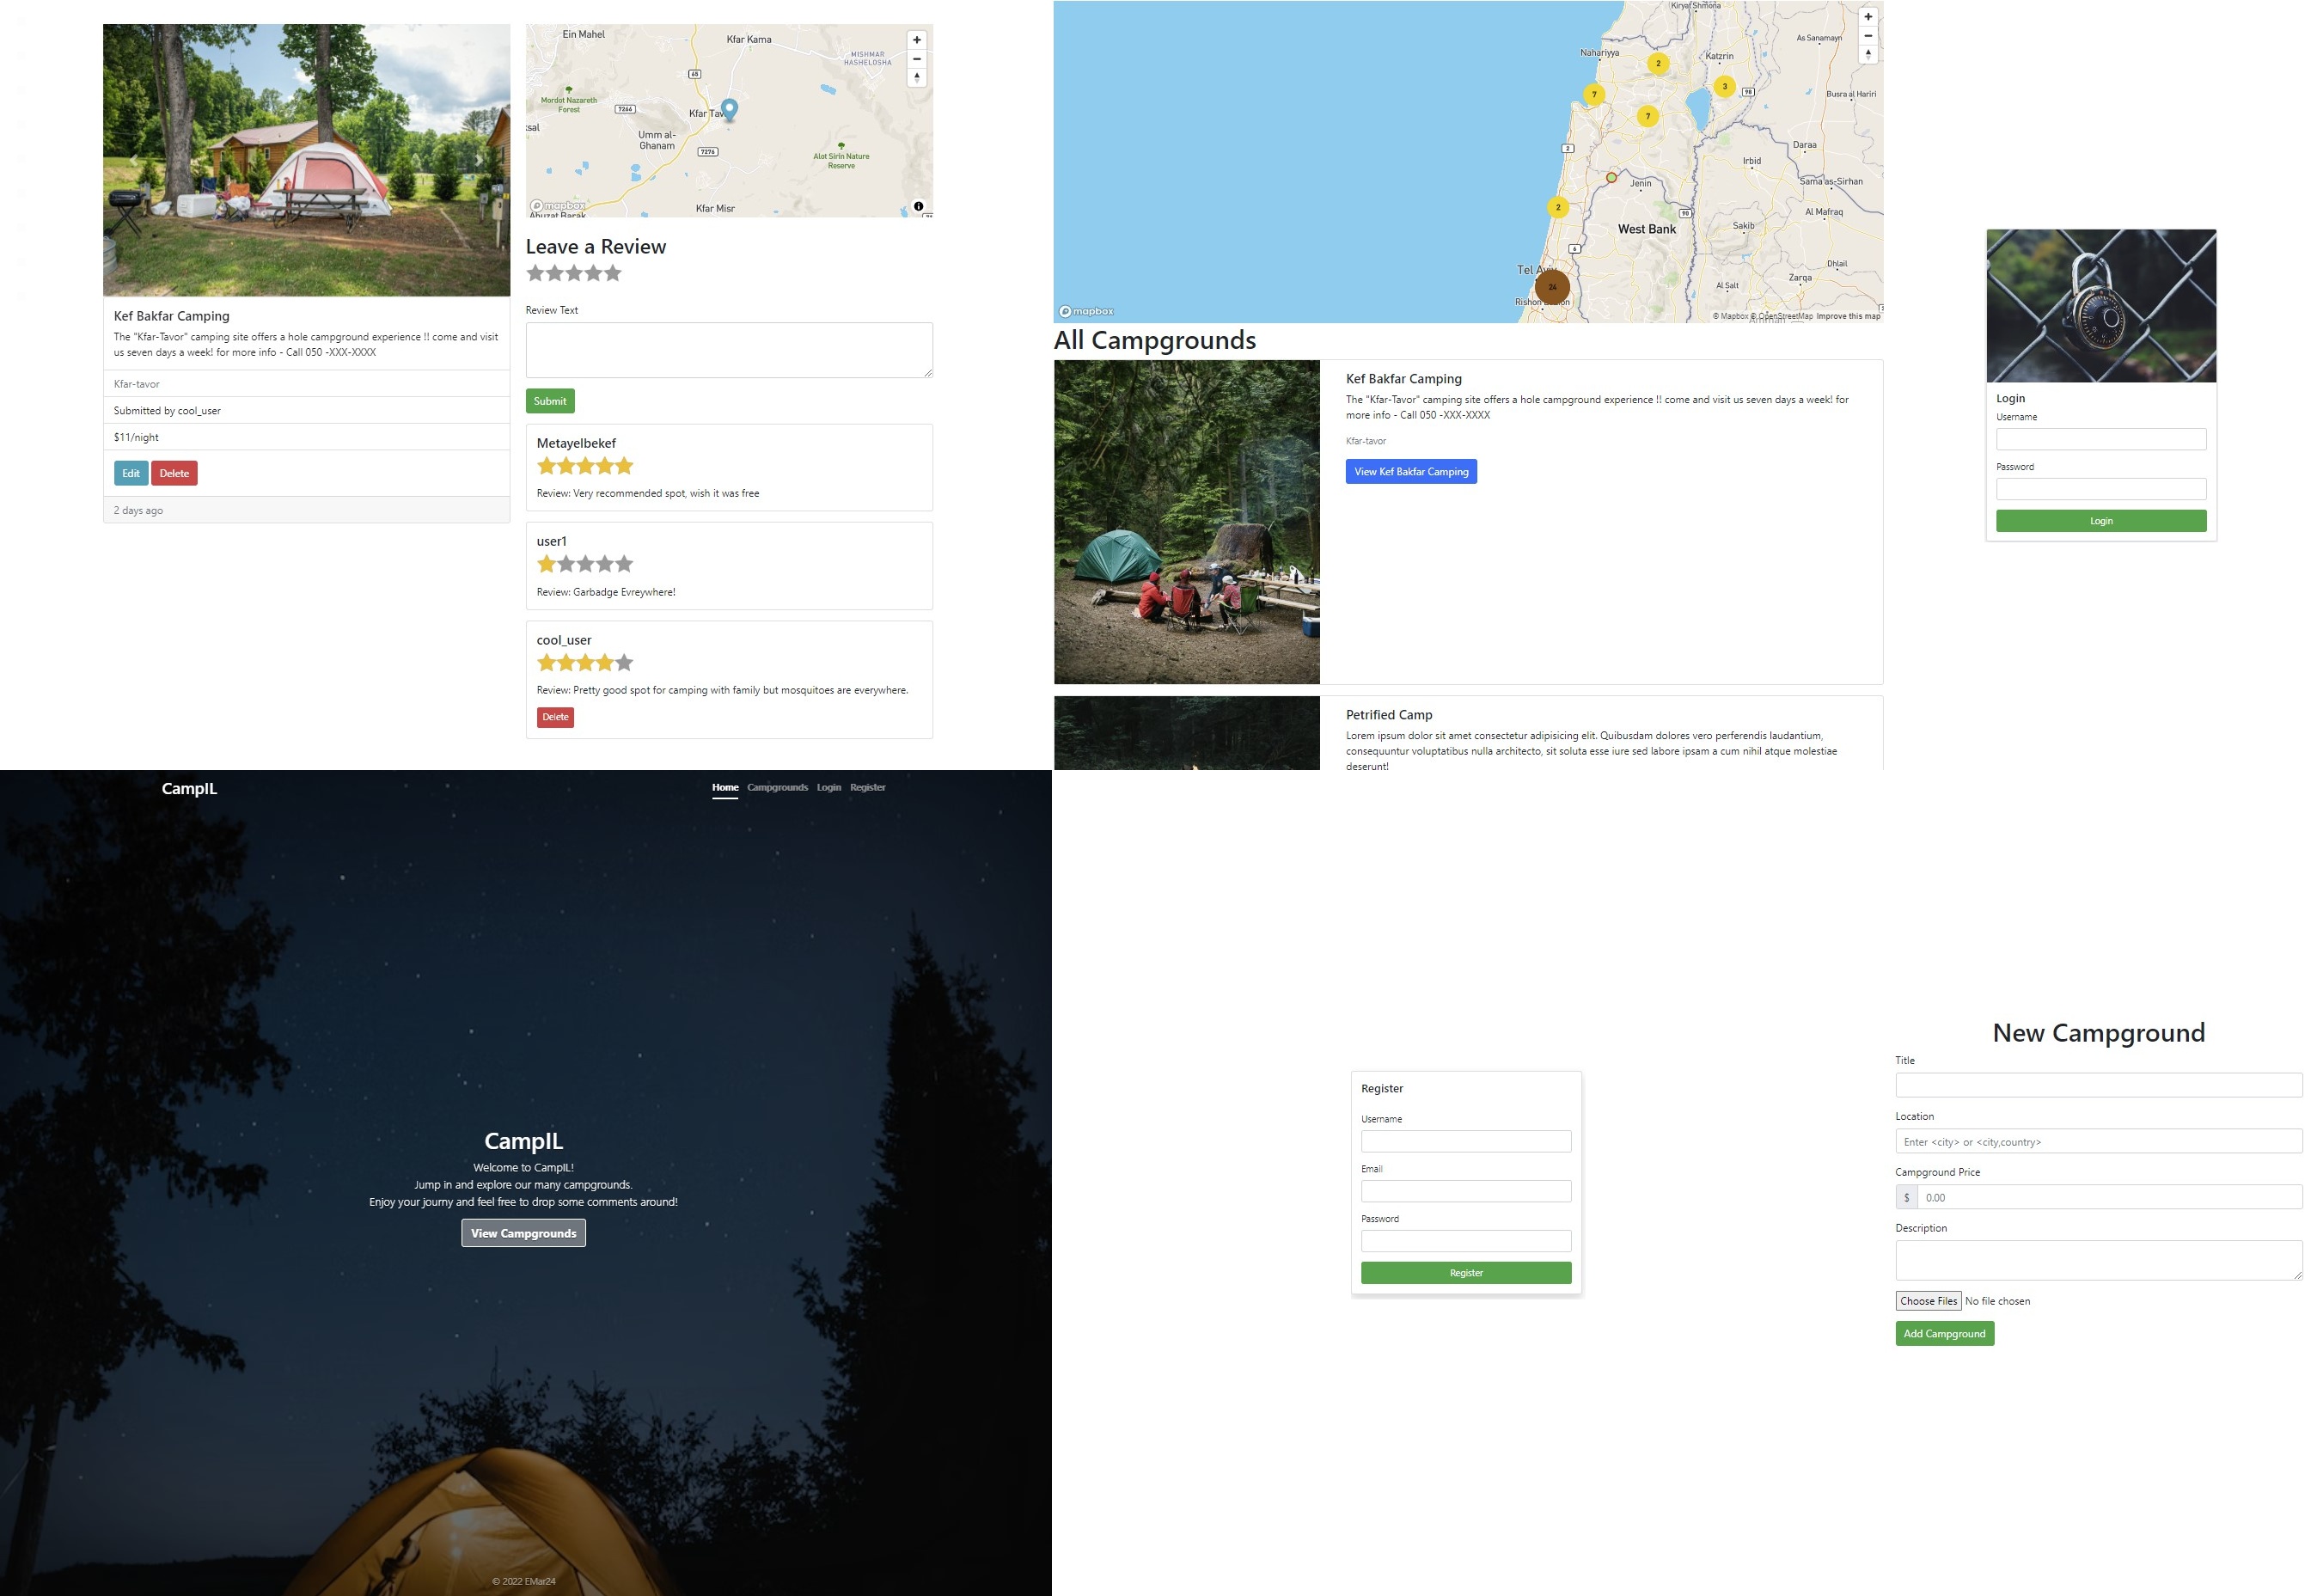 Ein Mahel
Kfar Kama
MISHMAR
HASHELOSHA
60
Mordot Nazareth
Forest
7266
Kfar Tavor
Umm al-
Ghanam
7276
Alot Sirin Nature
Reserve
mapbox
Kfar Misr
Leave a Review
Review Text
Submit
Kef Bakfar Camping
The "Kfar-Tavor" camping site offers a hole campground experience !! come and visit
us seven days a week! for more info - Call 050 -XXX-XXXX
Kfar-tavor
Submitted by cool_user
$11/night
Edit Delete
2 days ago
Metayelbekef
Review: Very recommended spot, wish it was free
user1
Review: Garbadge Evreywhere!
cool_user
Review: Pretty good spot for camping with family but mosquitoes are everywhere.
Delete
Kiryat Shmona
Nahariyya
Katzrin
As Sanamayn
2
3
98
7
Busra al Hariri
7
Daraa
2
Irbid
Jenin
Sama as-Sirhan
2
90
Al Mafraq
West Bank
Sakib
6
Tel Aviv
Dhlail
24
Zarqa
Al Salt
Rishon LeZion
mapbox
© Mapbox © OpenStreetMap Improve this map
All Campgrounds
Kef Bakfar Camping
The "Kfar-Tavor" camping site offers a hole campground experience !! come and visit us seven days a week! for
more info - Call 050 -XXX-XXXX
Kfar-tavor
View Kef Bakfar Camping
Petrified Camp
Lorem ipsum dolor sit amet consectetur adipisicing elit. Quibusdam dolores vero perferendis laudantium,
consequuntur voluptatibus nulla architecto, sit soluta esse iure sed labore ipsam a cum nihil atque molestiae
deserunt!
Login
Username
Password
Login
CampIL
Home Campgrounds Login Register
CampIL
Welcome to CampIL!
Jump in and explore our many campgrounds.
Enjoy your journy and feel free to drop some comments around!
View Campgrounds
© 2022 EMar24
Register
Username
Email
Password
Register
New Campground
Title
Location
Enter <city> or <city,country>
Campground Price
$ 0.00
Description
Choose Files No file chosen
Add Campground